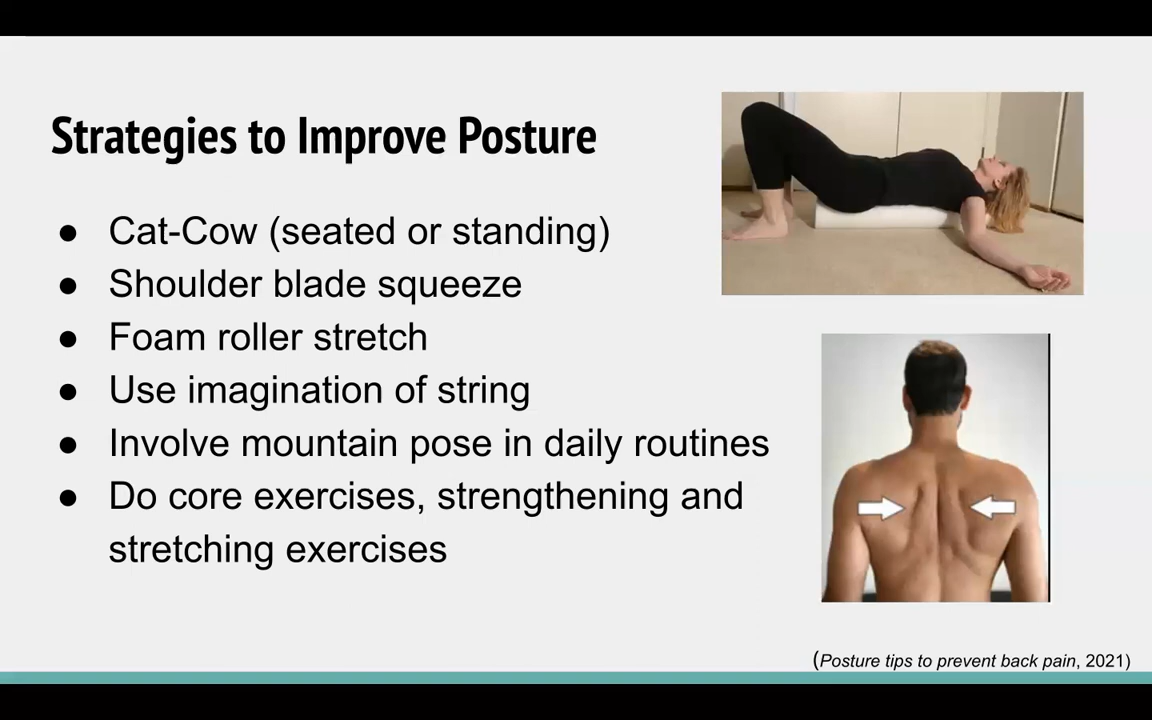 Strategies to Improve Posture
● Cat-Cow (seated or standing)
● Shoulder blade squeeze
● Foam roller stretch
● Use imagination of string
● Involve mountain pose in daily routines
● Do core exercises, strengthening and
stretching exercises
(Posture tips to prevent back pain, 2021)